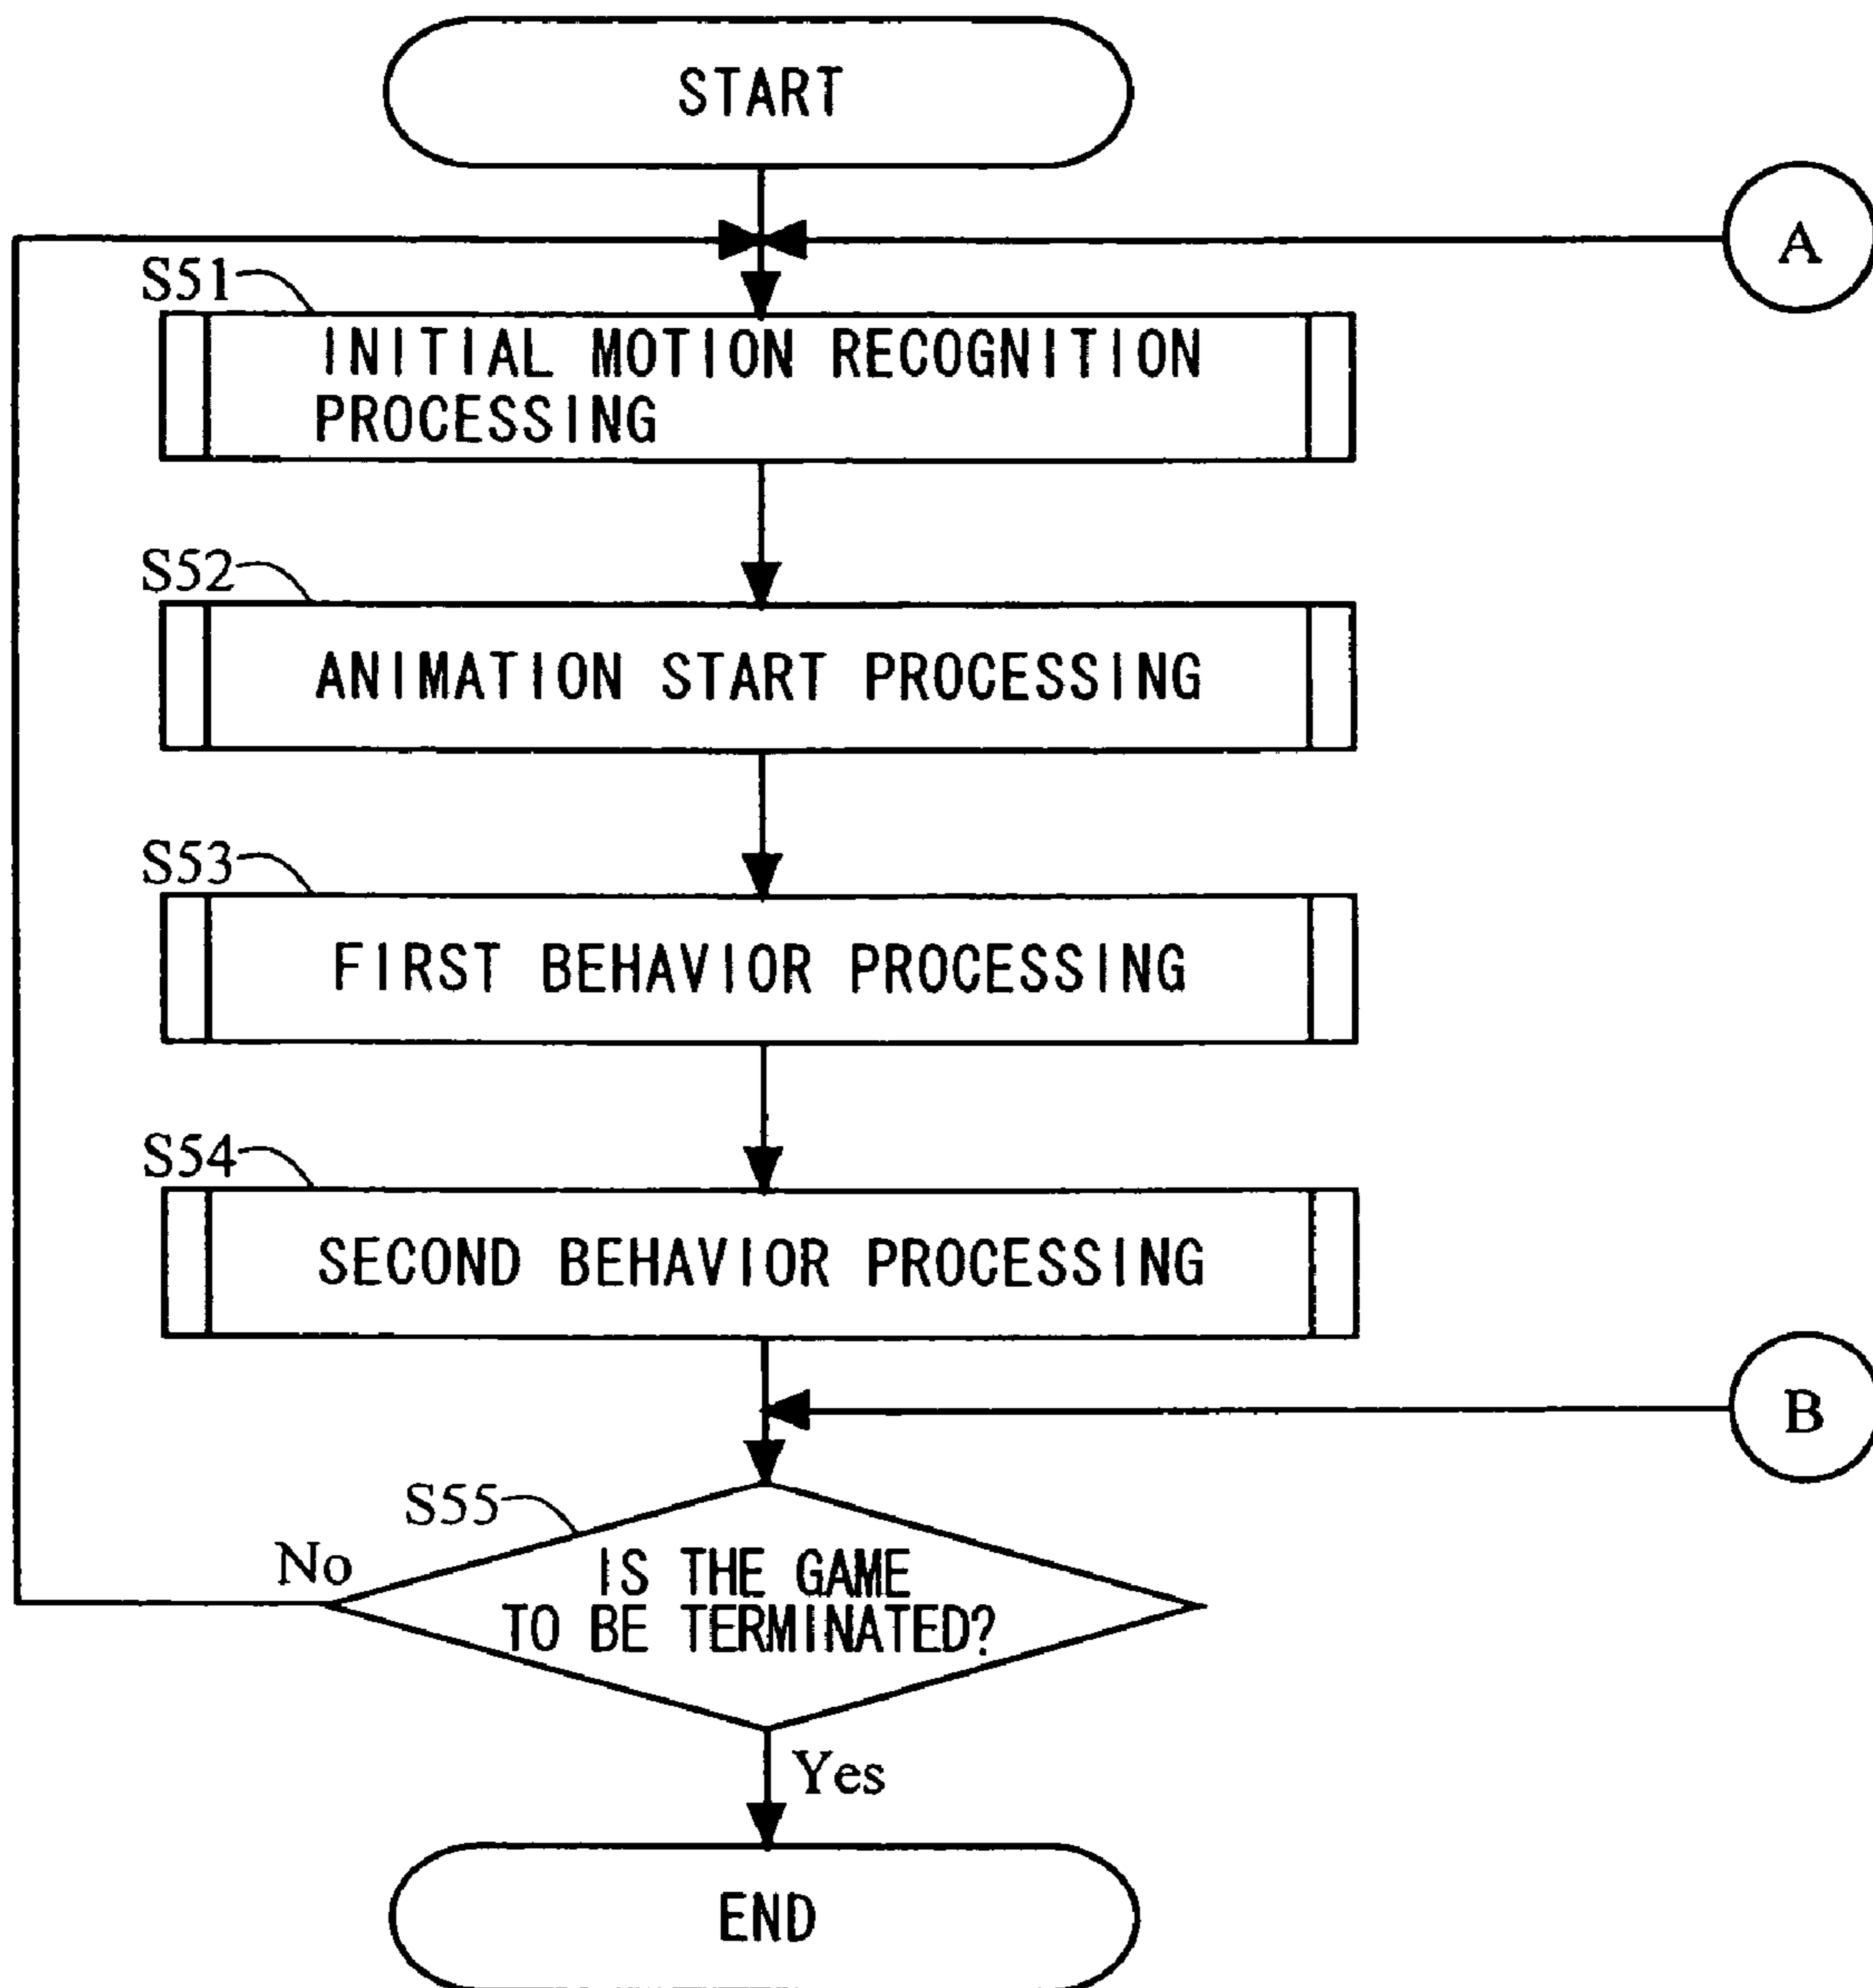 START
A
S51
INITIAL MOTION RECOGNITION
PROCESSING
S52
ANIMATION START PROCESSING
S53
FIRST BEHAVIOR PROCESSING
S54
SECOND BEHAVIOR PROCESSING
B
S55
No
IS THE GAME
TO BE TERMINATED?
Yes
END